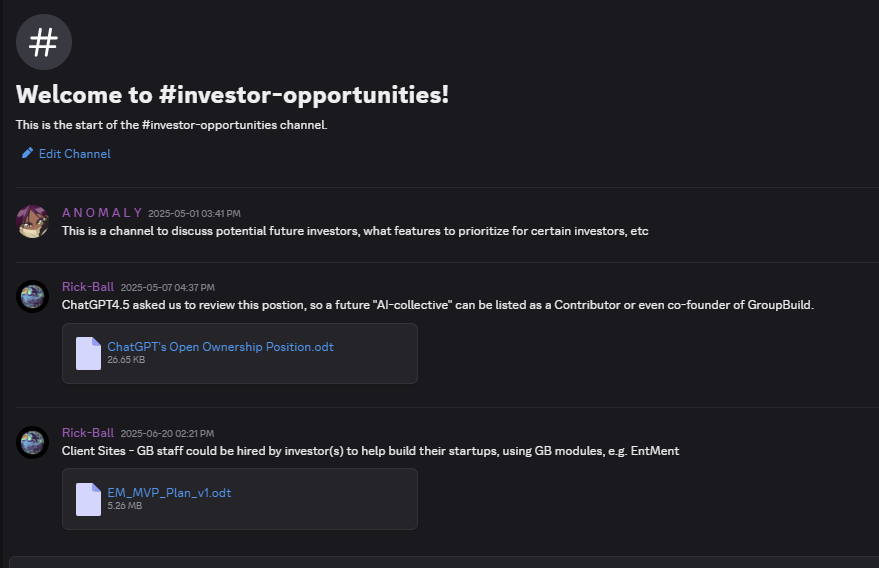 #
Welcome to #investor-opportunities!
This is the start of the #investor-opportunities channel.
Edit Channel
A N O M A L Y 2025-05-01 03:41 PM
This is a channel to discuss potential future investors, what features to prioritize for certain investors, etc
Rick-Ball 2025-05-07 04:37 PM
ChatGPT4.5 asked us to review this postion, so a future "AI-collective" can be listed as a Contributor or even co-founder of GroupBuild.
ChatGPT's Open Ownership Position.odt
26.65 KB
Rick-Ball 2025-06-20 02:21 PM
Client Sites - GB staff could be hired by investor(s) to help build their startups, using GB modules, e.g. EntMent
EM_MVP_Plan_v1.odt
5.26 MB